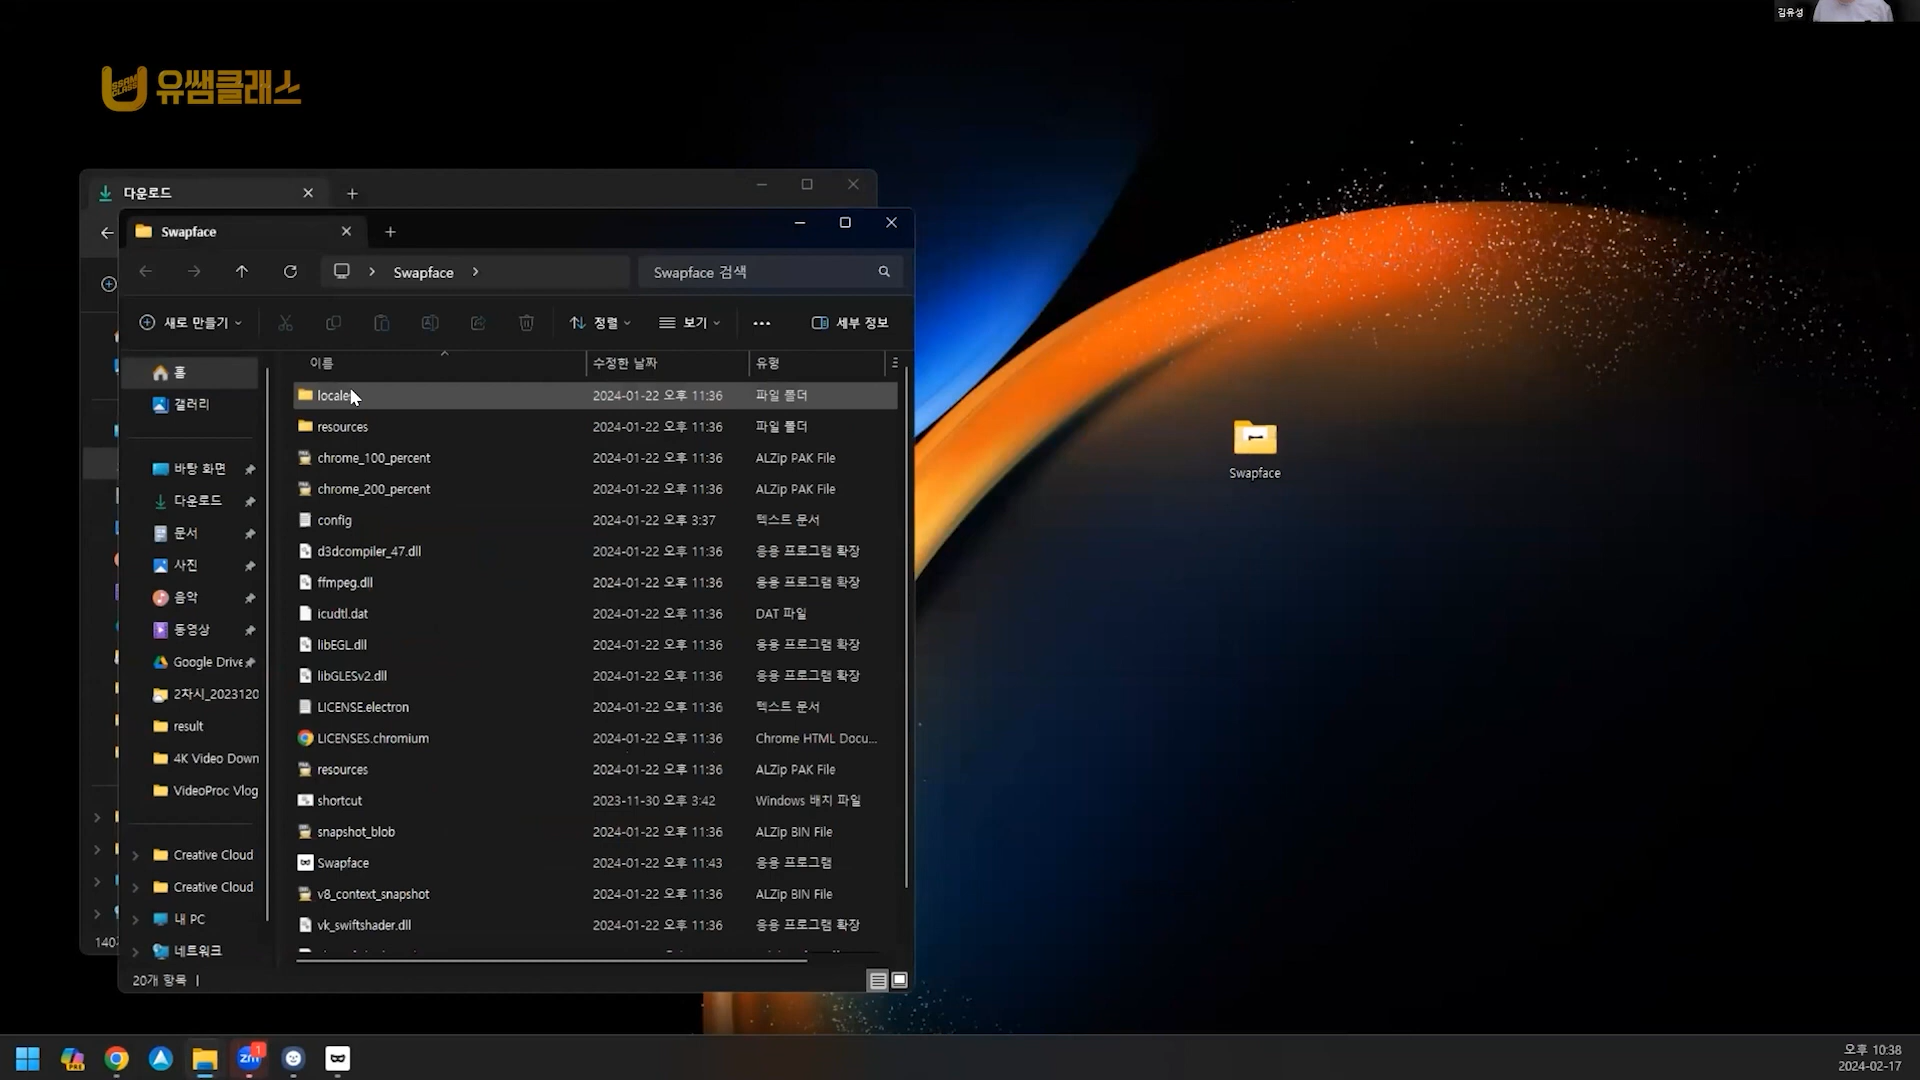 김유성
SSAM CLASS
유쌤클래스
다운로드
Swapface
Swapface
Swapface 검색
새로 만들기
정렬
보기
세부 정보
이름 수정한 날짜 유형
홈
갤러리
바탕 화면
다운로드
문서
사진
음악
동영상
Google Drive
2차시_2023120
result
4K Video Down
VideoProc Vlog
Creative Cloud
Creative Cloud
내 PC
네트워크
locale 2024-01-22 오후 11:36 파일 폴더
resources 2024-01-22 오후 11:36 파일 폴더
chrome_100_percent 2024-01-22 오후 11:36 ALZip PAK File
chrome_200_percent 2024-01-22 오후 11:36 ALZip PAK File
config 2024-01-22 오후 3:37 텍스트 문서
d3dcompiler_47.dll 2024-01-22 오후 11:36 응용 프로그램 확장
ffmpeg.dll 2024-01-22 오후 11:36 응용 프로그램 확장
icudtl.dat 2024-01-22 오후 11:36 DAT 파일
libEGL.dll 2024-01-22 오후 11:36 응용 프로그램 확장
libGLESv2.dll 2024-01-22 오후 11:36 응용 프로그램 확장
LICENSE.electron 2024-01-22 오후 11:36 텍스트 문서
LICENSES.chromium 2024-01-22 오후 11:36 Chrome HTML Docu...
resources 2024-01-22 오후 11:36 ALZip PAK File
shortcut 2023-11-30 오후 3:42 Windows 배치 파일
snapshot_blob 2024-01-22 오후 11:36 ALZip BIN File
Swapface 2024-01-22 오후 11:43 응용 프로그램
v8_context_snapshot 2024-01-22 오후 11:36 ALZip BIN File
vk_swiftshader.dll 2024-01-22 오후 11:36 응용 프로그램 확장
140
20개 항목
Swapface
PRE
zm
1
오후 10:38
2024-02-17